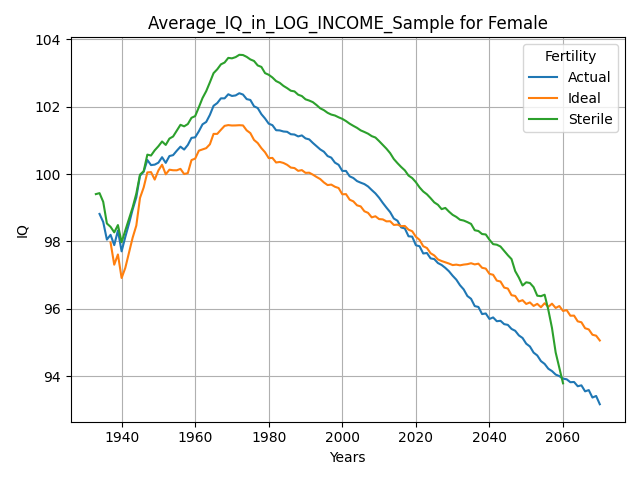 Average_IQ_in_LOG_INCOME_Sample for Female
104
102
100
98
96
94
IQ
1940
1960
1980
2000
2020
2040
2060
Years
Fertility
Actual
Ideal
Sterile